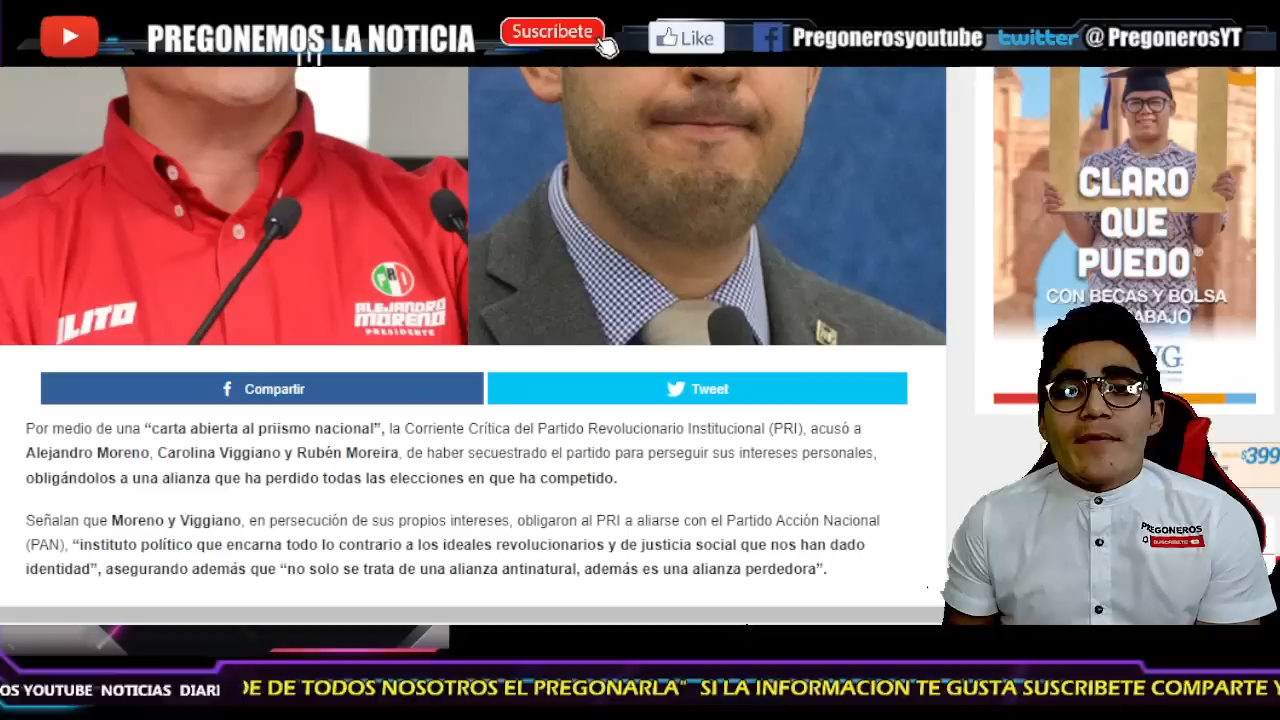 PREGONEMOS LA NOTICIA
Suscríbete
Like
Pregonerosyoutube
twitter @PregonerosYT
CLARO
QUE
PUEDO®
CON BECAS Y BOLSA
ABAJO
VG.
$399
PRI
ALITO
ALEJANDRO
MORENO
PRESIDENTE
Compartir
Tweet
Por medio de una “carta abierta al priismo nacional”, la Corriente Crítica del Partido Revolucionario Institucional (PRI), acusó a
Alejandro Moreno, Carolina Viggiano y Rubén Moreira, de haber secuestrado el partido para perseguir sus intereses personales,
obligándolos a una alianza que ha perdido todas las elecciones en que ha competido.
Señalan que Moreno y Viggiano, en persecución de sus propios intereses, obligaron al PRI a aliarse con el Partido Acción Nacional
(PAN), “instituto político que encarna todo lo contrario a los ideales revolucionarios y de justicia social que nos han dado
identidad”, asegurando además que “no solo se trata de una alianza antinatural, además es una alianza perdedora”.
PREGONEROS
SUSCRIBETE
OS YOUTUBE NOTICIAS DIARI
DE DE TODOS NOSOTROS EL PREGONARLA" SI LA INFORMACION TE GUSTA SUSCRIBETE COMPARTE Y